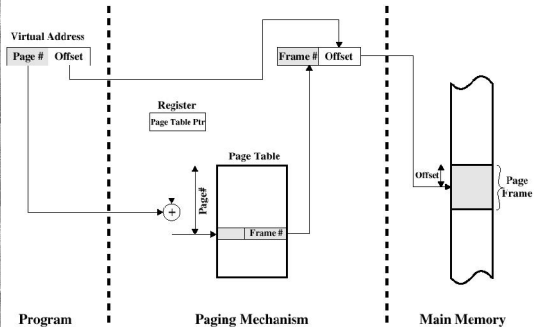 Virtual Address
Page # Offset
Frame # Offset
Register
Page Table Ptr
Page Table
Page#
+
Frame #
Offset
Page
Frame
Program
Paging Mechanism
Main Memory